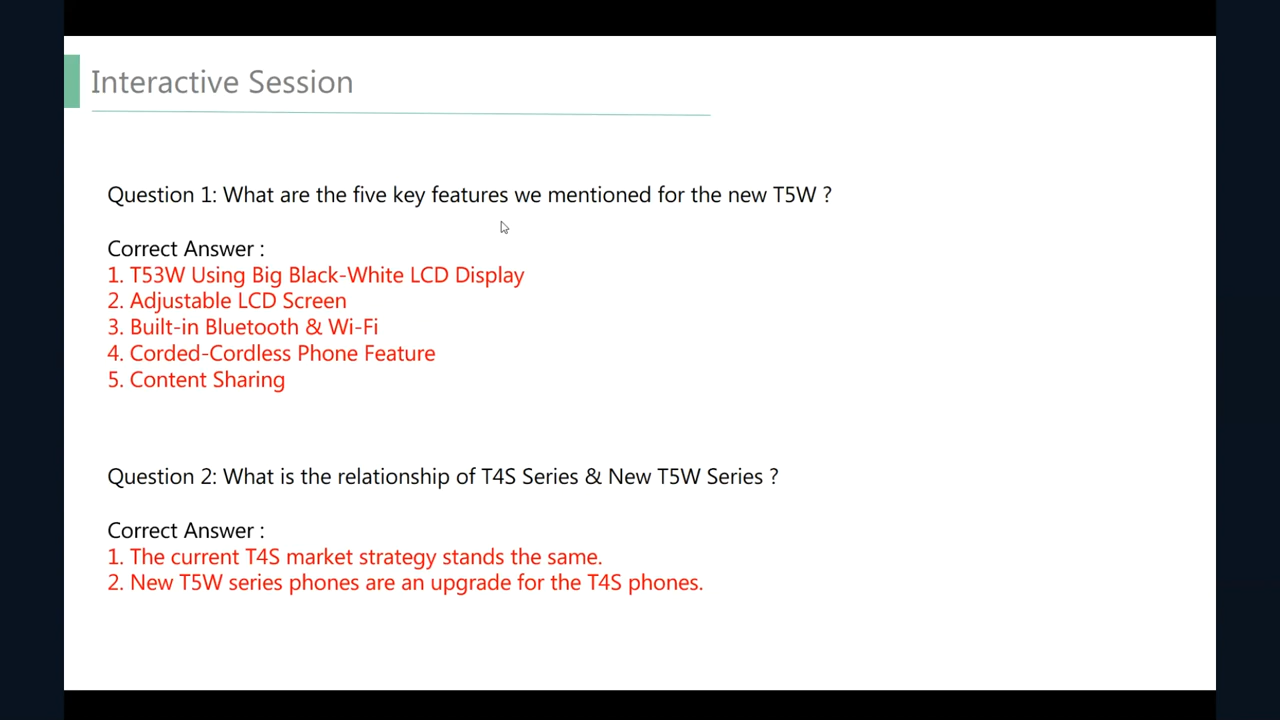 Interactive Session
Question 1: What are the five key features we mentioned for the new T5W ?
Correct Answer :
1. T53W Using Big Black-White LCD Display
2. Adjustable LCD Screen
3. Built-in Bluetooth & Wi-Fi
4. Corded-Cordless Phone Feature
5. Content Sharing
Question 2: What is the relationship of T4S Series & New T5W Series ?
Correct Answer :
1. The current T4S market strategy stands the same.
2. New T5W series phones are an upgrade for the T4S phones.